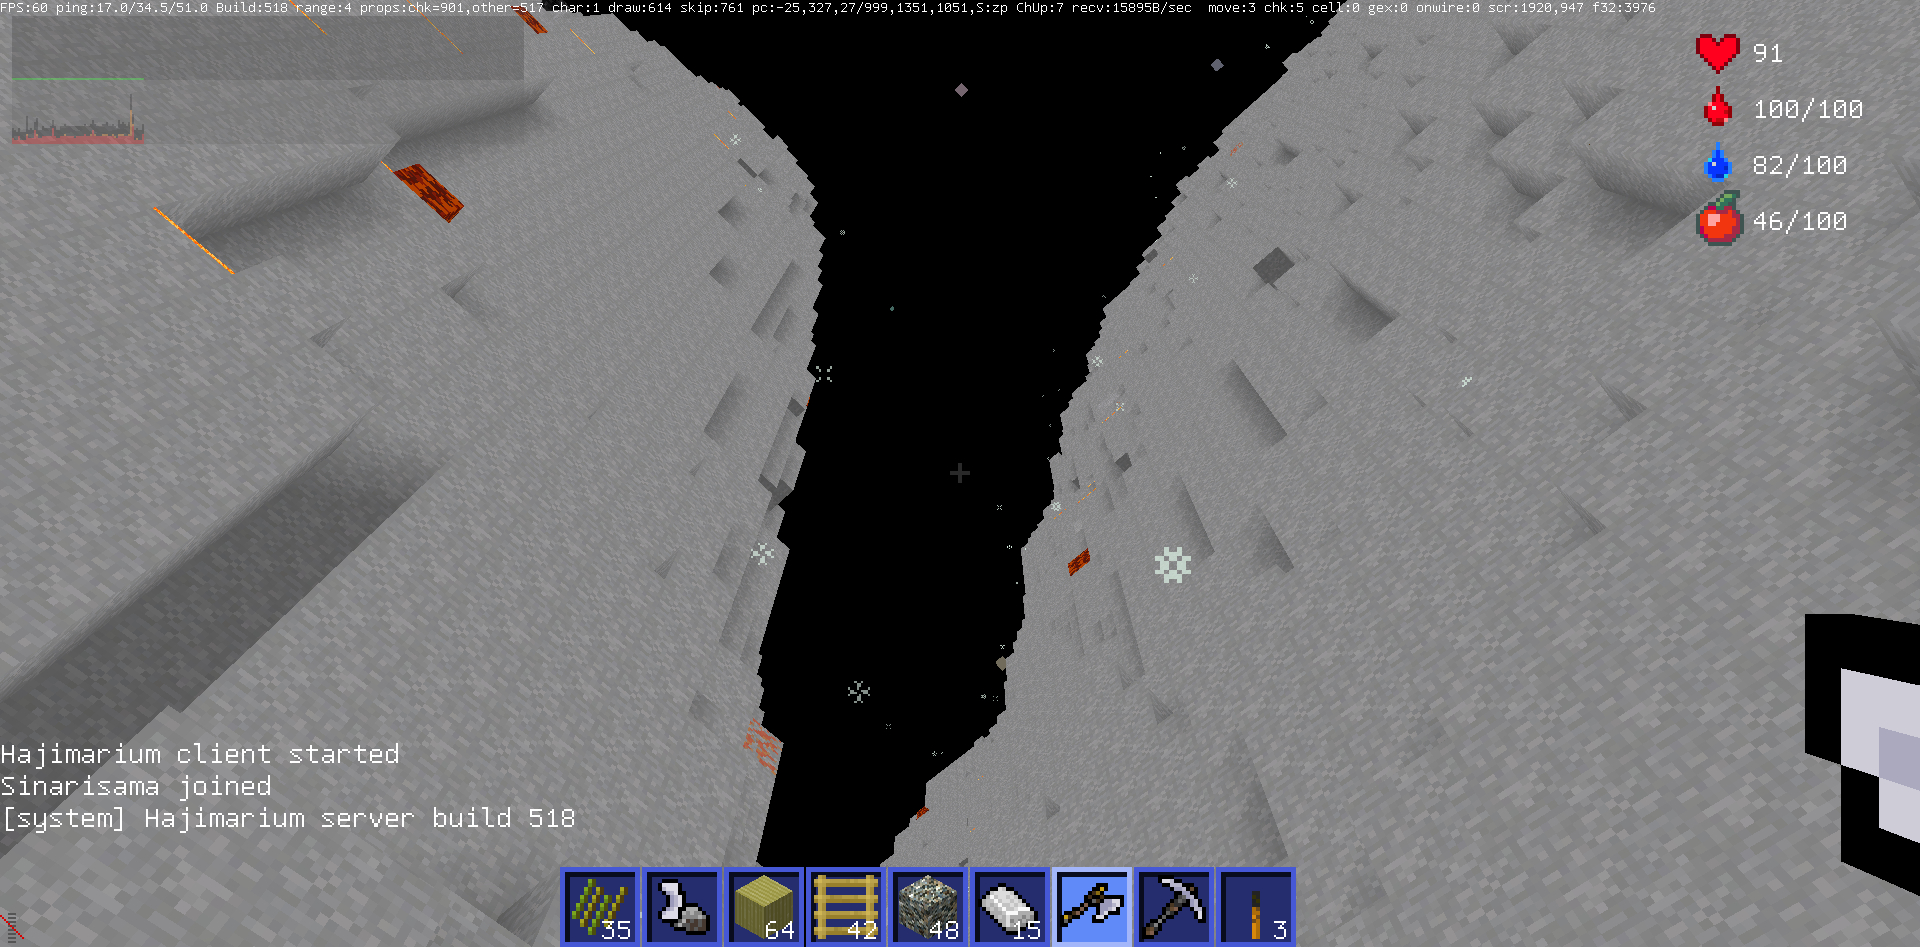 FPS:60 ping:17.0/34.5/51.0 Build:518 range:4 props:chk=901,other=517 char:1 draw:614 skip:761 pc:-25,327,27/999,1351,1051,S:zp ChUp:7 recv:15895B/sec  move:3 chk:5 cell:0 gex:0 onwire:0 scr:1920,947 f32:3976
91
100/100
82/100
46/100
Hajimarium client started
Sinarisama joined
[system] Hajimarium server build 518
35 64 42 48 15 3